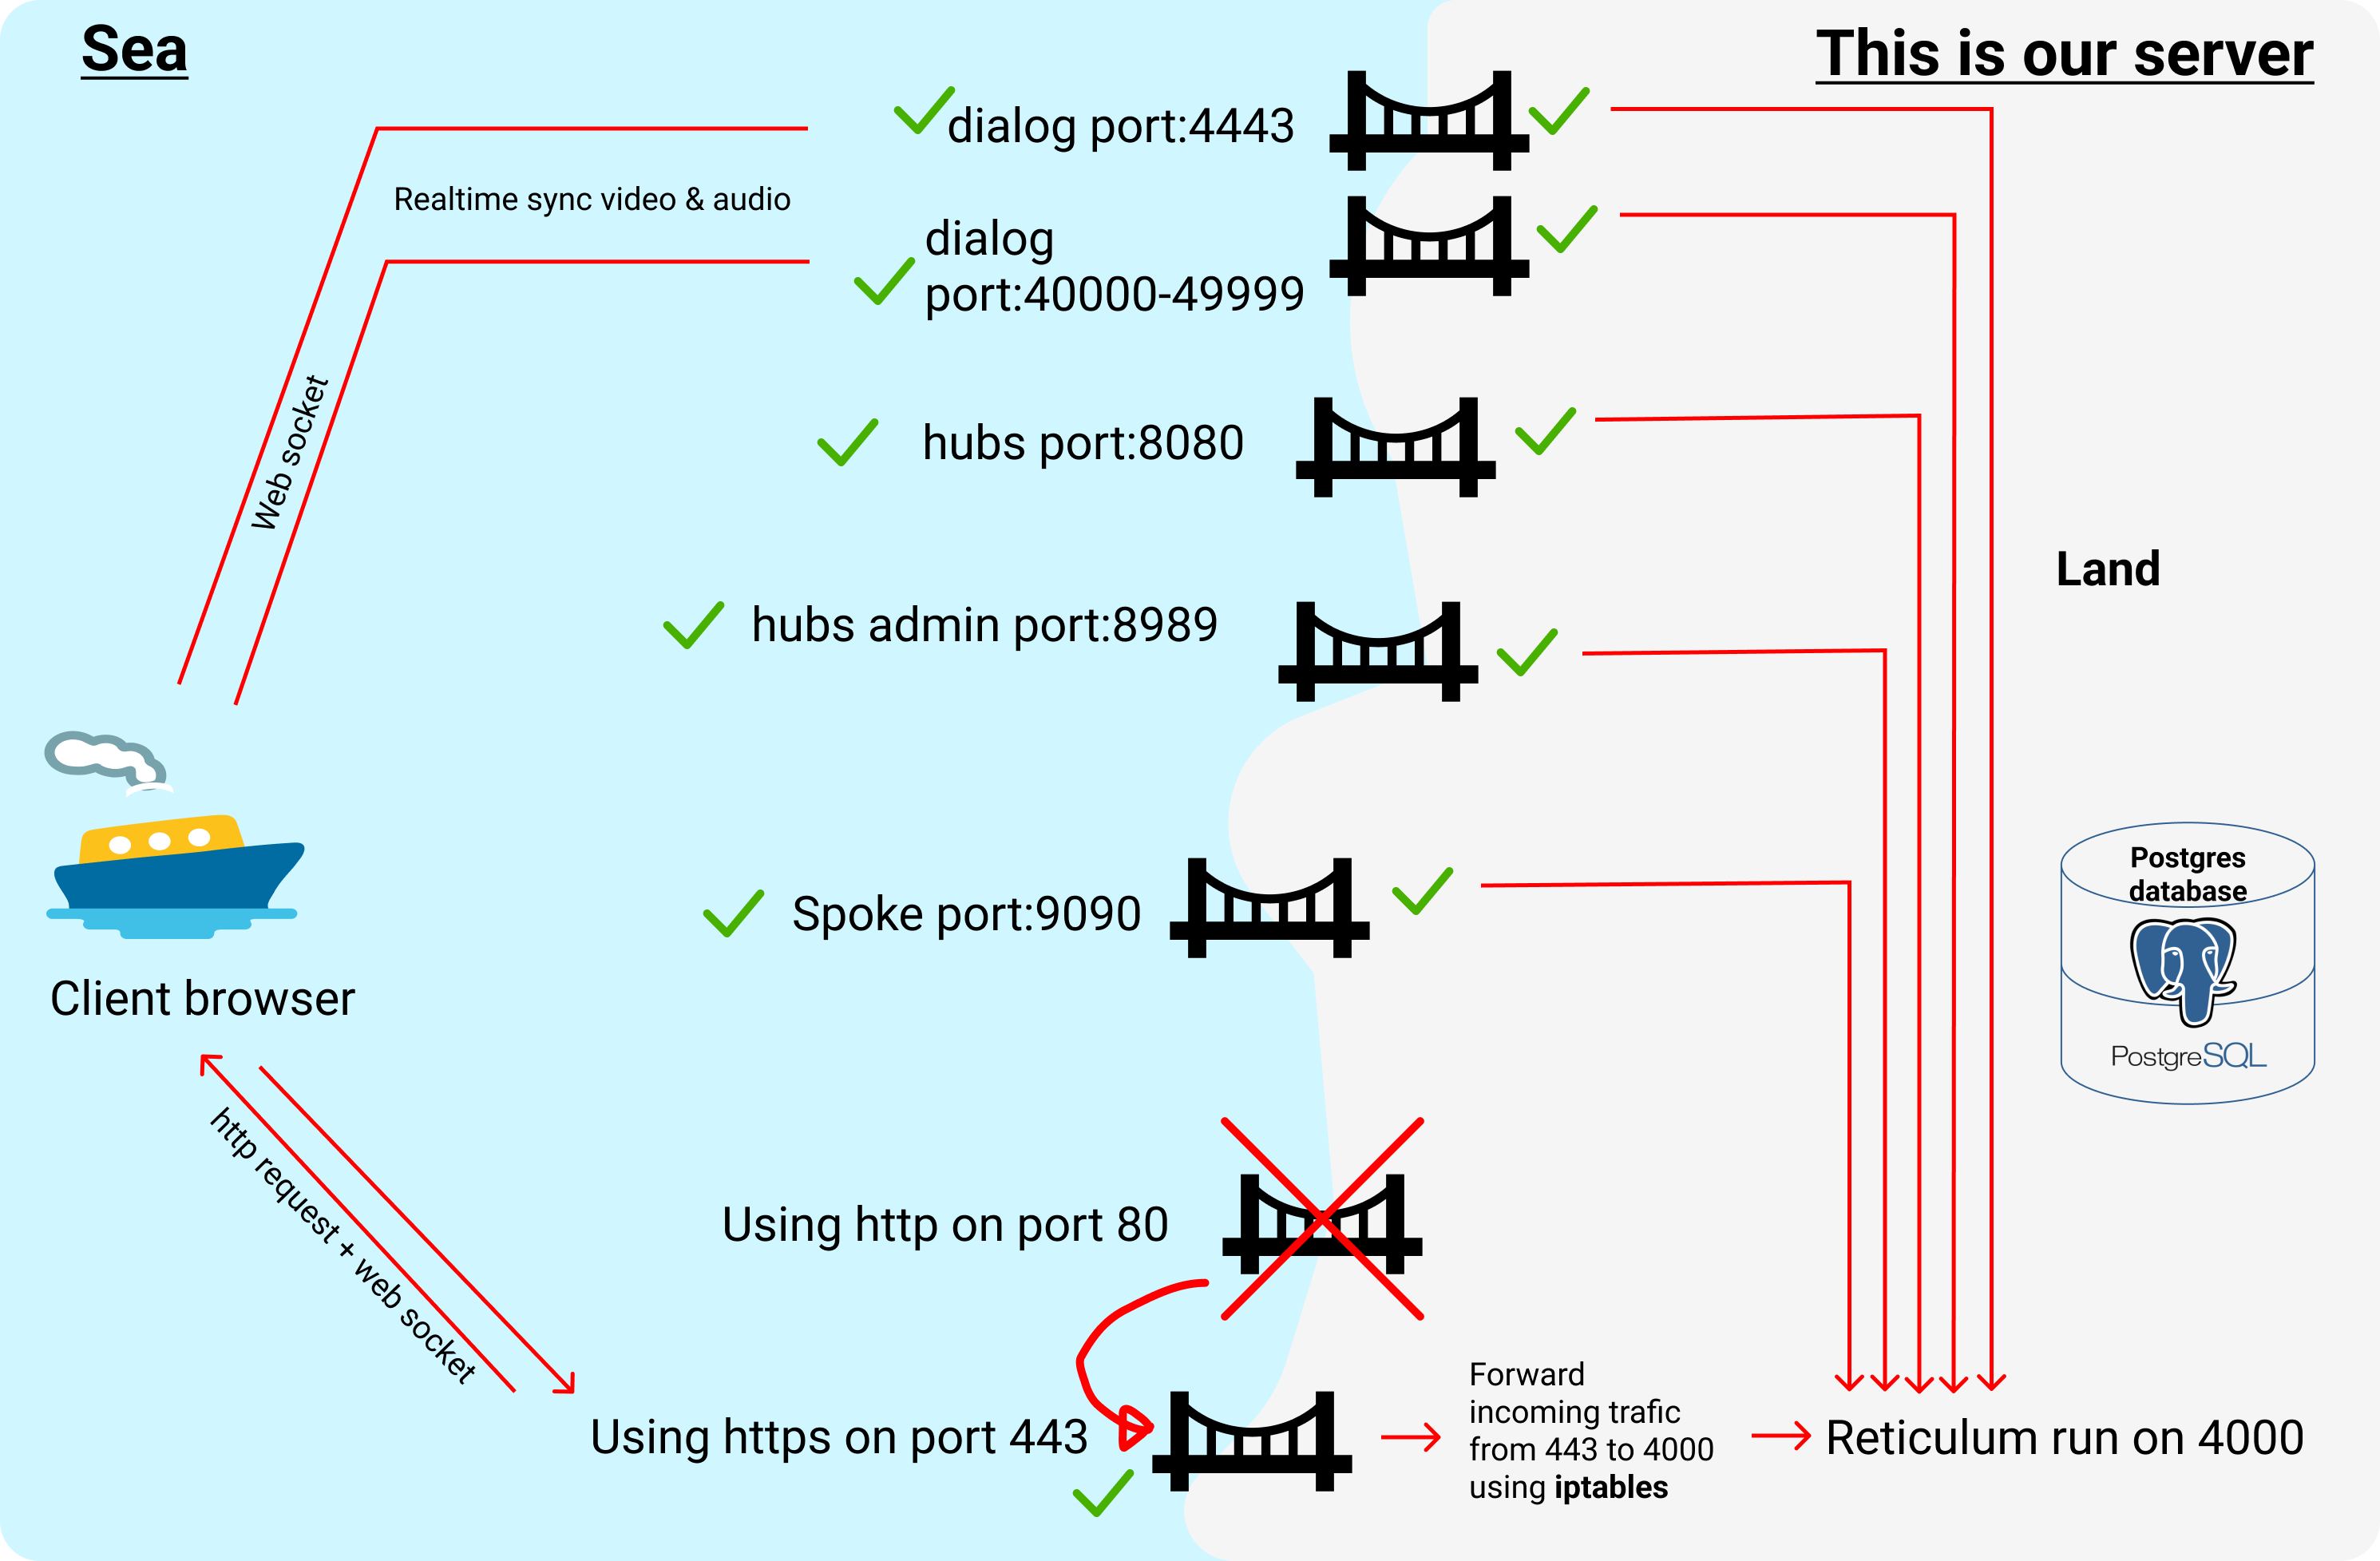 Sea
This is our server
dialog port:4443
Realtime sync video & audio
dialog
port:40000-49999
Web socket
hubs port:8080
Land
hubs admin port:8989
Postgres
database
PostgreSQL
Spoke port:9090
Client browser
http request + web socket
Using http on port 80
Using https on port 443
Forward
incoming trafic
from 443 to 4000
using iptables
Reticulum run on 4000